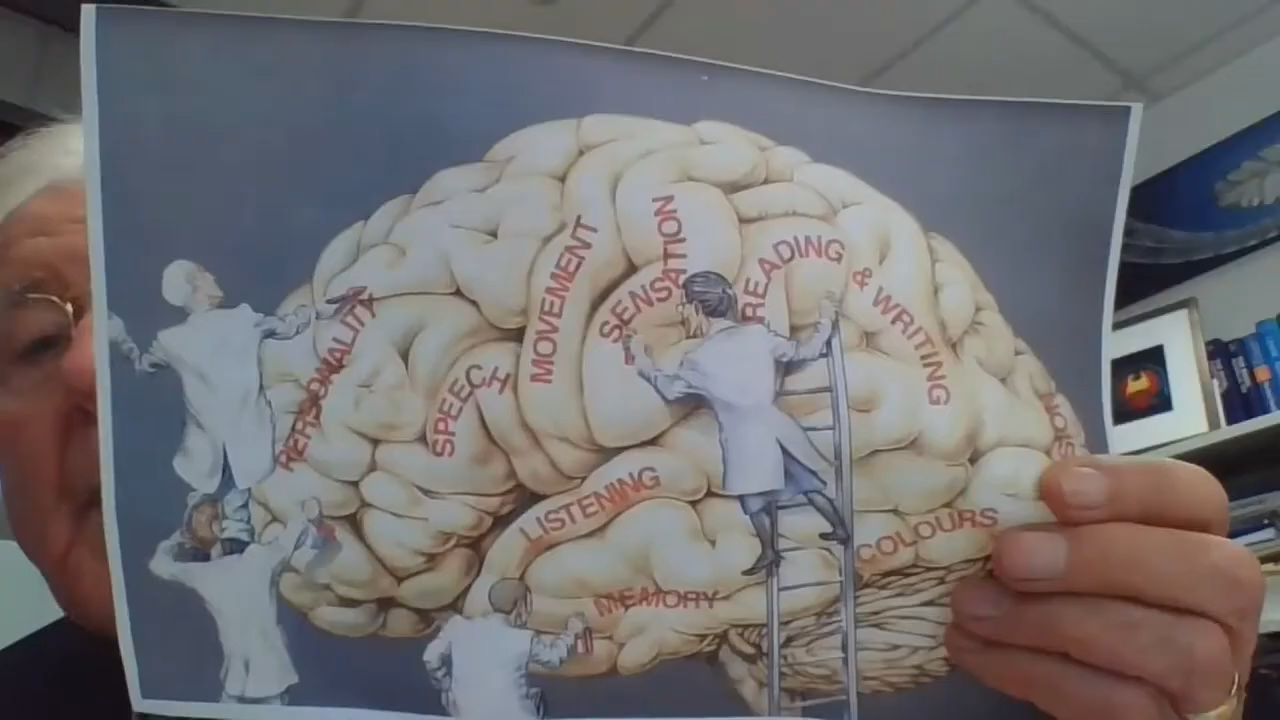 PERSONALITY
SPEECH
MOVEMENT
SENSATION
READING & WRITING
LISTENING
MEMORY
COLOURS